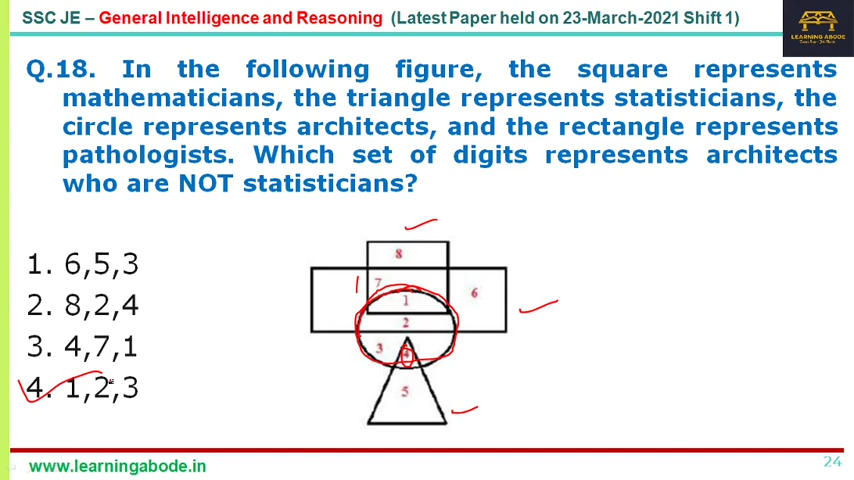 SSC JE – General Intelligence and Reasoning (Latest Paper held on 23-March-2021 Shift 1)
LEARNING ABODE
Q.18. In the following figure, the square represents
mathematicians, the triangle represents statisticians, the
circle represents architects, and the rectangle represents
pathologists. Which set of digits represents architects
who are NOT statisticians?
1. 6,5,3
2. 8,2,4
3. 4,7,1
4. 1,2,3
8
7
1
6
2
3
4
5
www.learningabode.in
24